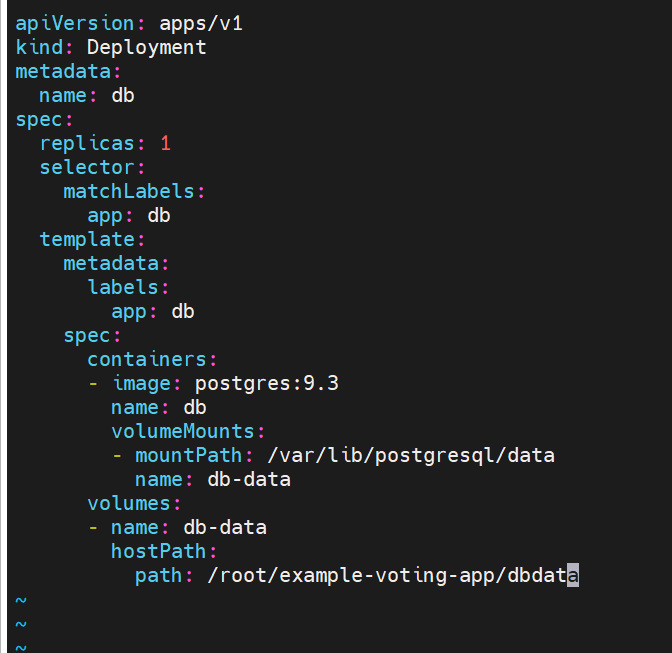 apiVersion: apps/v1
kind: Deployment
metadata:
  name: db
spec:
  replicas: 1
  selector:
    matchLabels:
      app: db
  template:
    metadata:
      labels:
        app: db
    spec:
      containers:
      - image: postgres:9.3
        name: db
        volumeMounts:
        - mountPath: /var/lib/postgresql/data
          name: db-data
      volumes:
      - name: db-data
        hostPath:
          path: /root/example-voting-app/dbdata
~
~
~